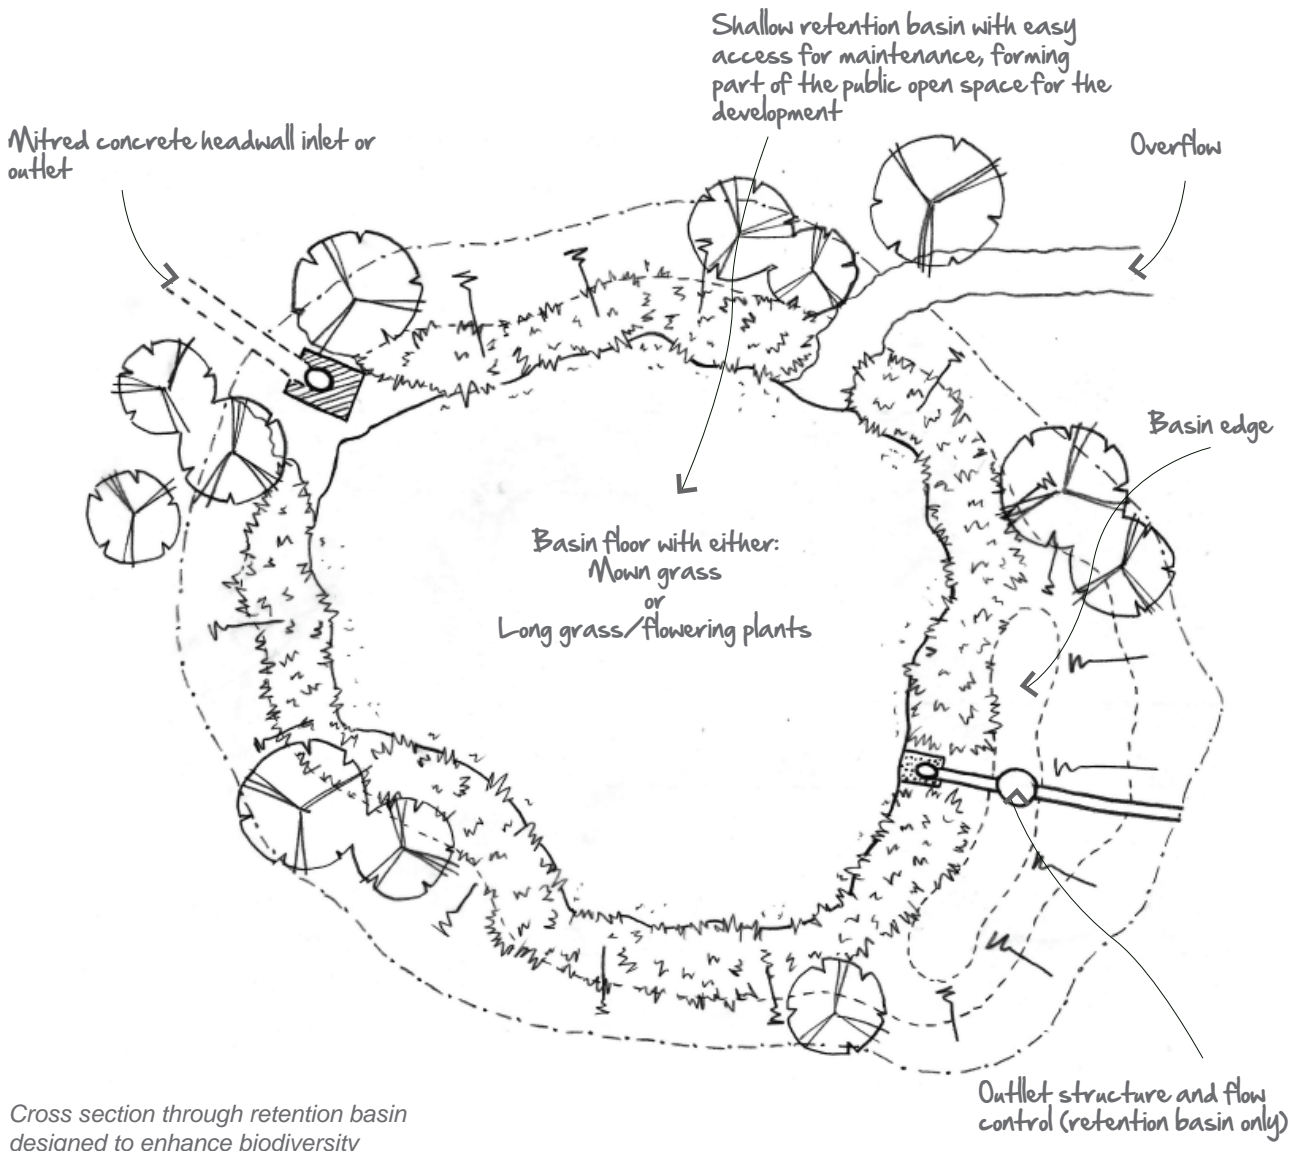 Shallow retention basin with easy
access for maintenance, forming
part of the public open space for the
development
Mitred concrete headwall inlet or
outlet
Overflow
Basin edge
Basin floor with either:
Mown grass
or
Long grass/flowering plants
Outllet structure and flow
control (retention basin only)
Cross section through retention basin
designed to enhance biodiversity